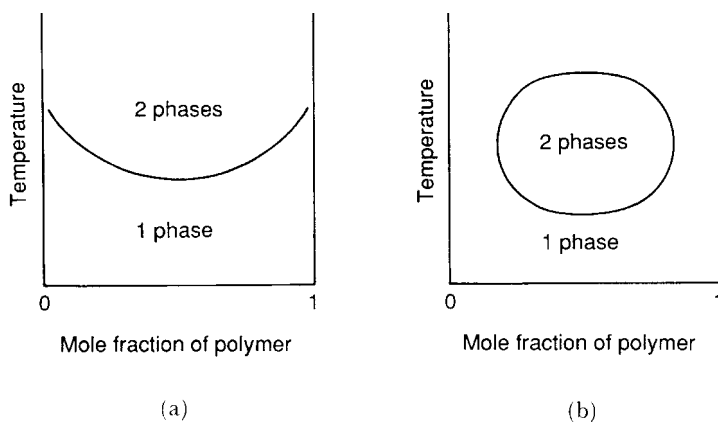 Temperature
2 phases
1 phase
0
1
Mole fraction of polymer
(a)
Temperature
2 phases
1 phase
0
1
Mole fraction of polymer
(b)